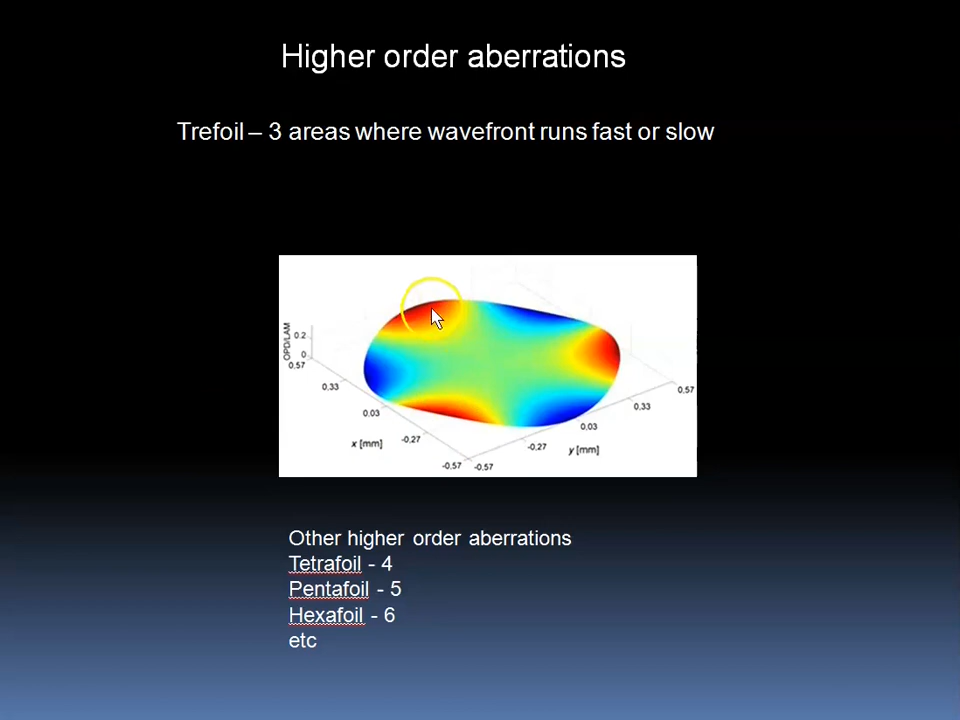 Higher order aberrations
Trefoil – 3 areas where wavefront runs fast or slow
OPD/LAM
0.2
0
0,57
0,33
0,03
-0,27
-0,57
x [mm]
-0,57
-0,27
0,03
0,33
0,57
y [mm]
Other higher order aberrations
Tetrafoil - 4
Pentafoil - 5
Hexafoil - 6
etc